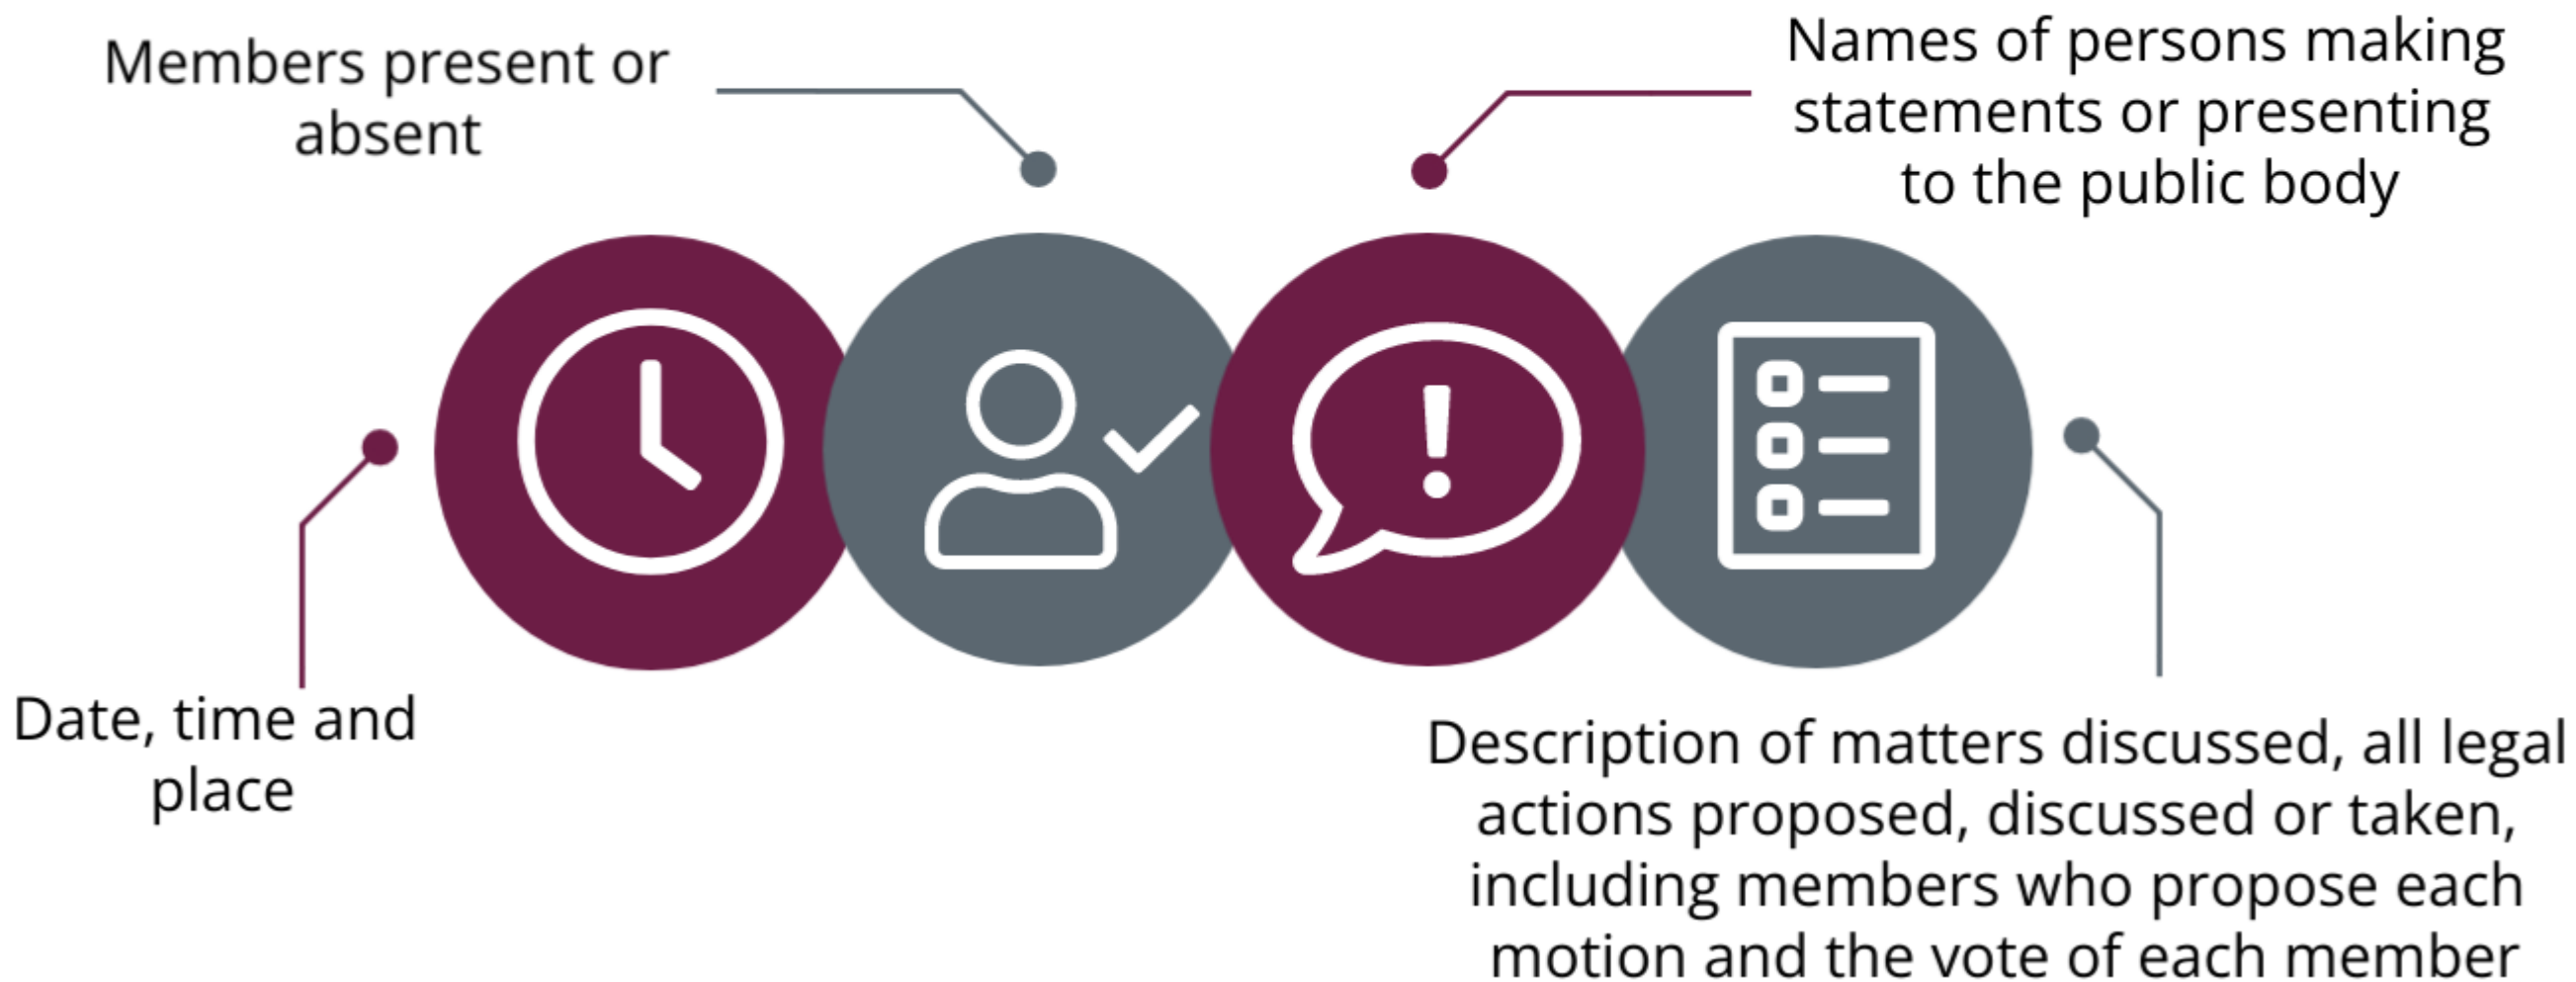 Members present or
absent
Names of persons making
statements or presenting
to the public body
Date, time and
place
Description of matters discussed, all legal
actions proposed, discussed or taken,
including members who propose each
motion and the vote of each member